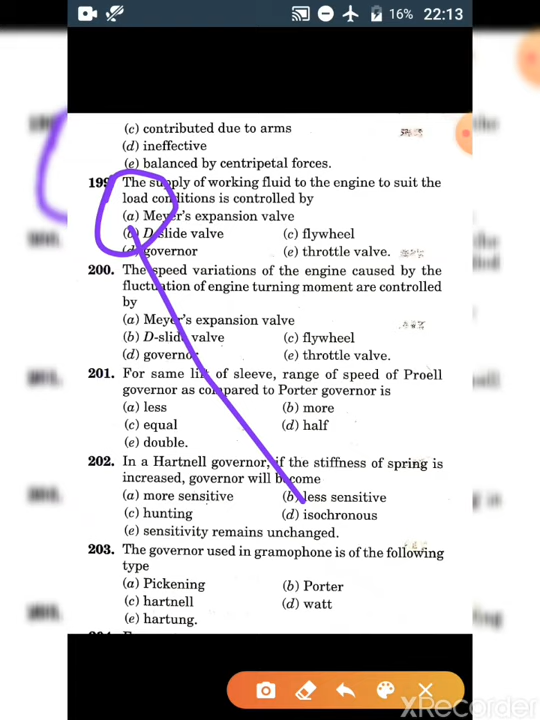 16% 22:13
(c) contributed due to arms
(d) ineffective
(e) balanced by centripetal forces.
199. The supply of working fluid to the engine to suit the
load conditions is controlled by
(a) Meyer's expansion valve
(b) D-slide valve (c) flywheel
(d) governor (e) throttle valve.
200. The speed variations of the engine caused by the
fluctuation of engine turning moment are controlled
by
(a) Meyer's expansion valve
(b) D-slide valve (c) flywheel
(d) governor (e) throttle valve.
201. For same lift of sleeve, range of speed of Proell
governor as compared to Porter governor is
(a) less (b) more
(c) equal (d) half
(e) double.
202. In a Hartnell governor, if the stiffness of spring is
increased, governor will become
(a) more sensitive (b) less sensitive
(c) hunting (d) isochronous
(e) sensitivity remains unchanged.
203. The governor used in gramophone is of the following
type
(a) Pickening (b) Porter
(c) hartnell (d) watt
(e) hartung.
XRecorder